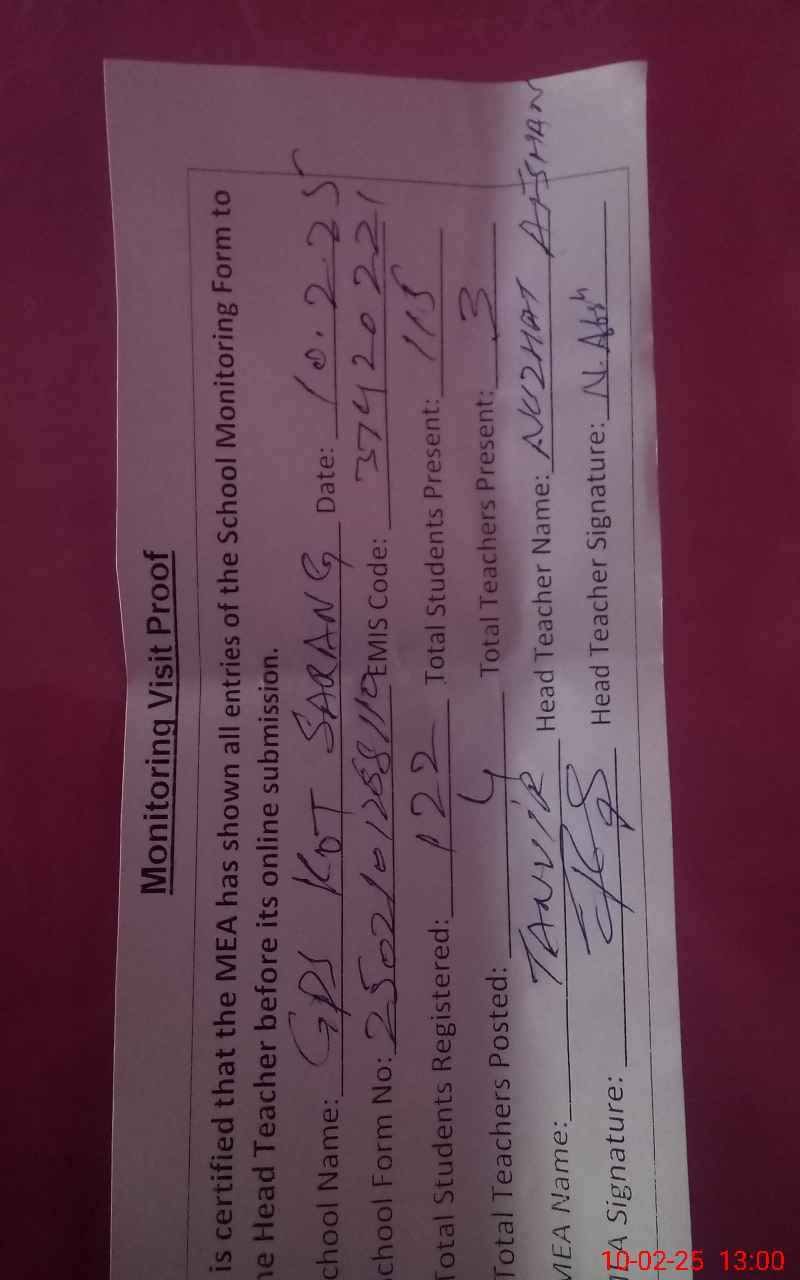 Monitoring Visit Proof
is certified that the MEA has shown all entries of the School Monitoring Form to
he Head Teacher before its online submission.
chool Name: GPS KOT SARANG Date: 10.2.25
chool Form No: EMIS Code: 37420221
Total Students Registered: 122 Total Students Present: 115
Total Teachers Posted: 4 Total Teachers Present: 3
MEA Name: TANVIR Head Teacher Name: NUZHAT AFSHAN
A Signature: Head Teacher Signature:
10-02-25 13:00